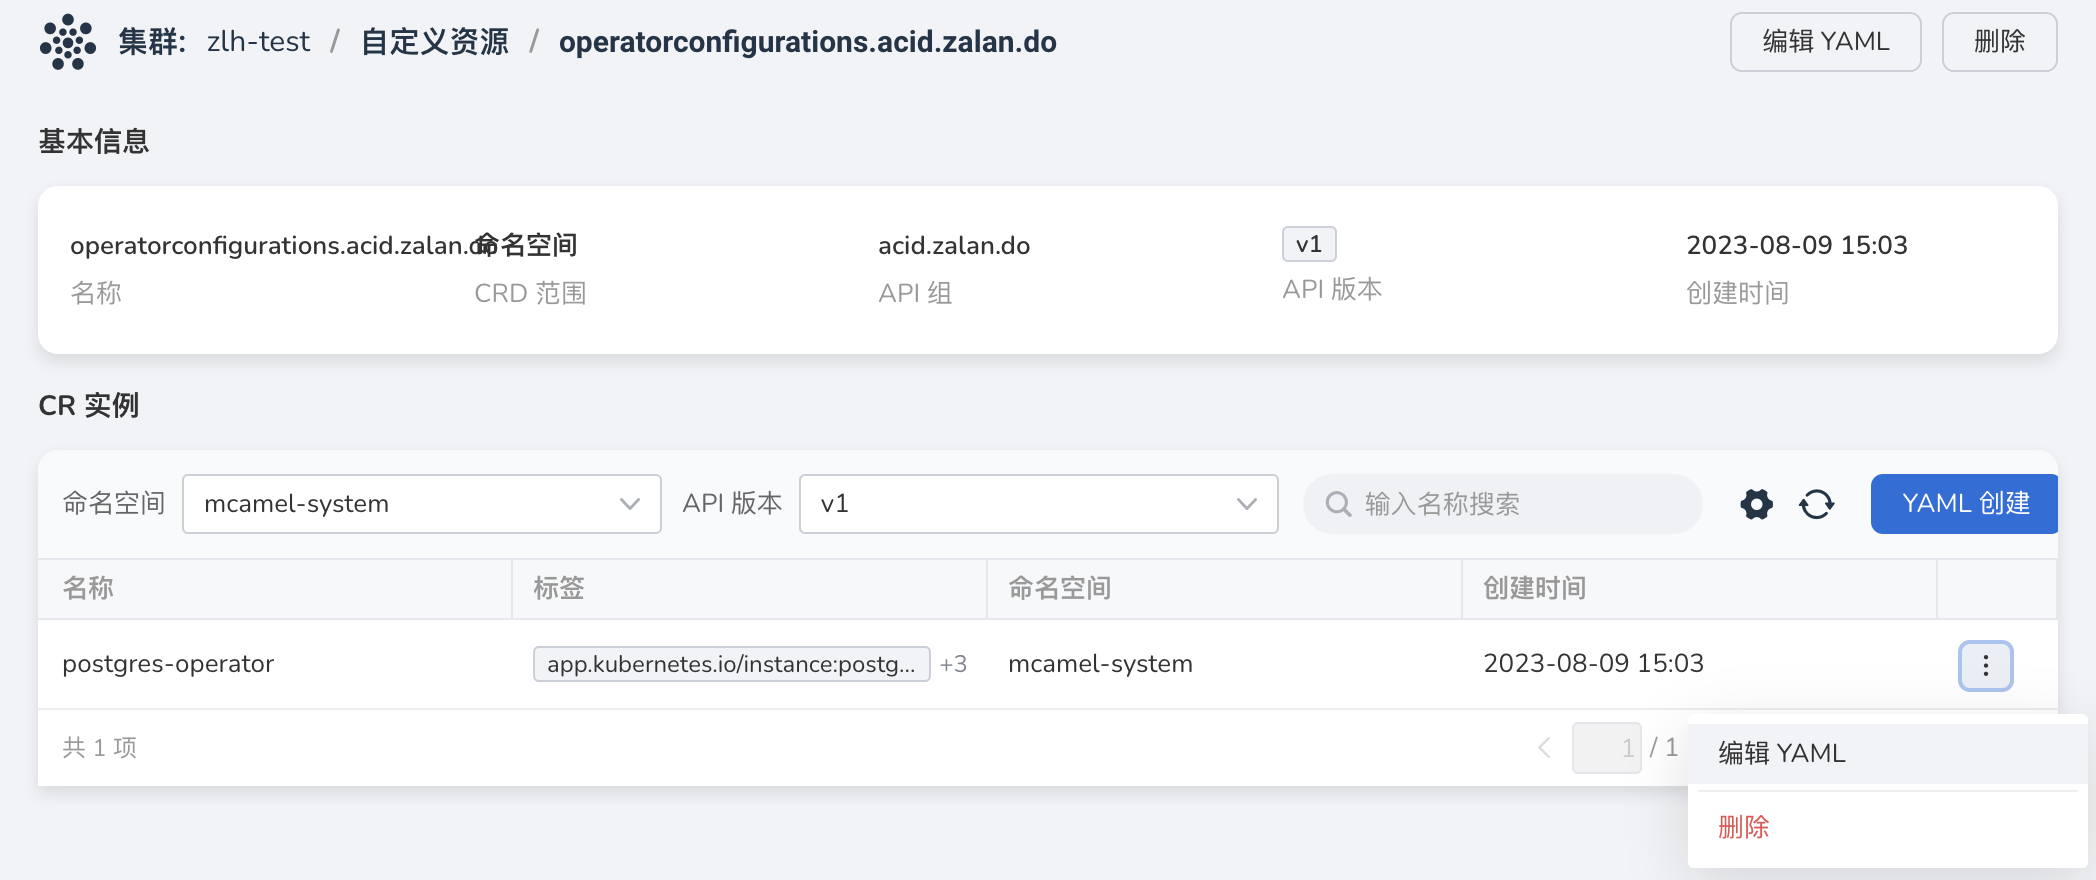 集群: zlh-test / 自定义资源 / operatorconfigurations.acid.zalan.do
编辑 YAML
删除
基本信息
operatorconfigurations.acid.zalan.do
名称
命名空间
CRD 范围
acid.zalan.do
API 组
v1
API 版本
2023-08-09 15:03
创建时间
CR 实例
命名空间 mcamel-system API 版本 v1 输入名称搜索 YAML 创建
名称 标签 命名空间 创建时间
postgres-operator app.kubernetes.io/instance:postg... +3 mcamel-system 2023-08-09 15:03
共 1 项 1 / 1
编辑 YAML
删除